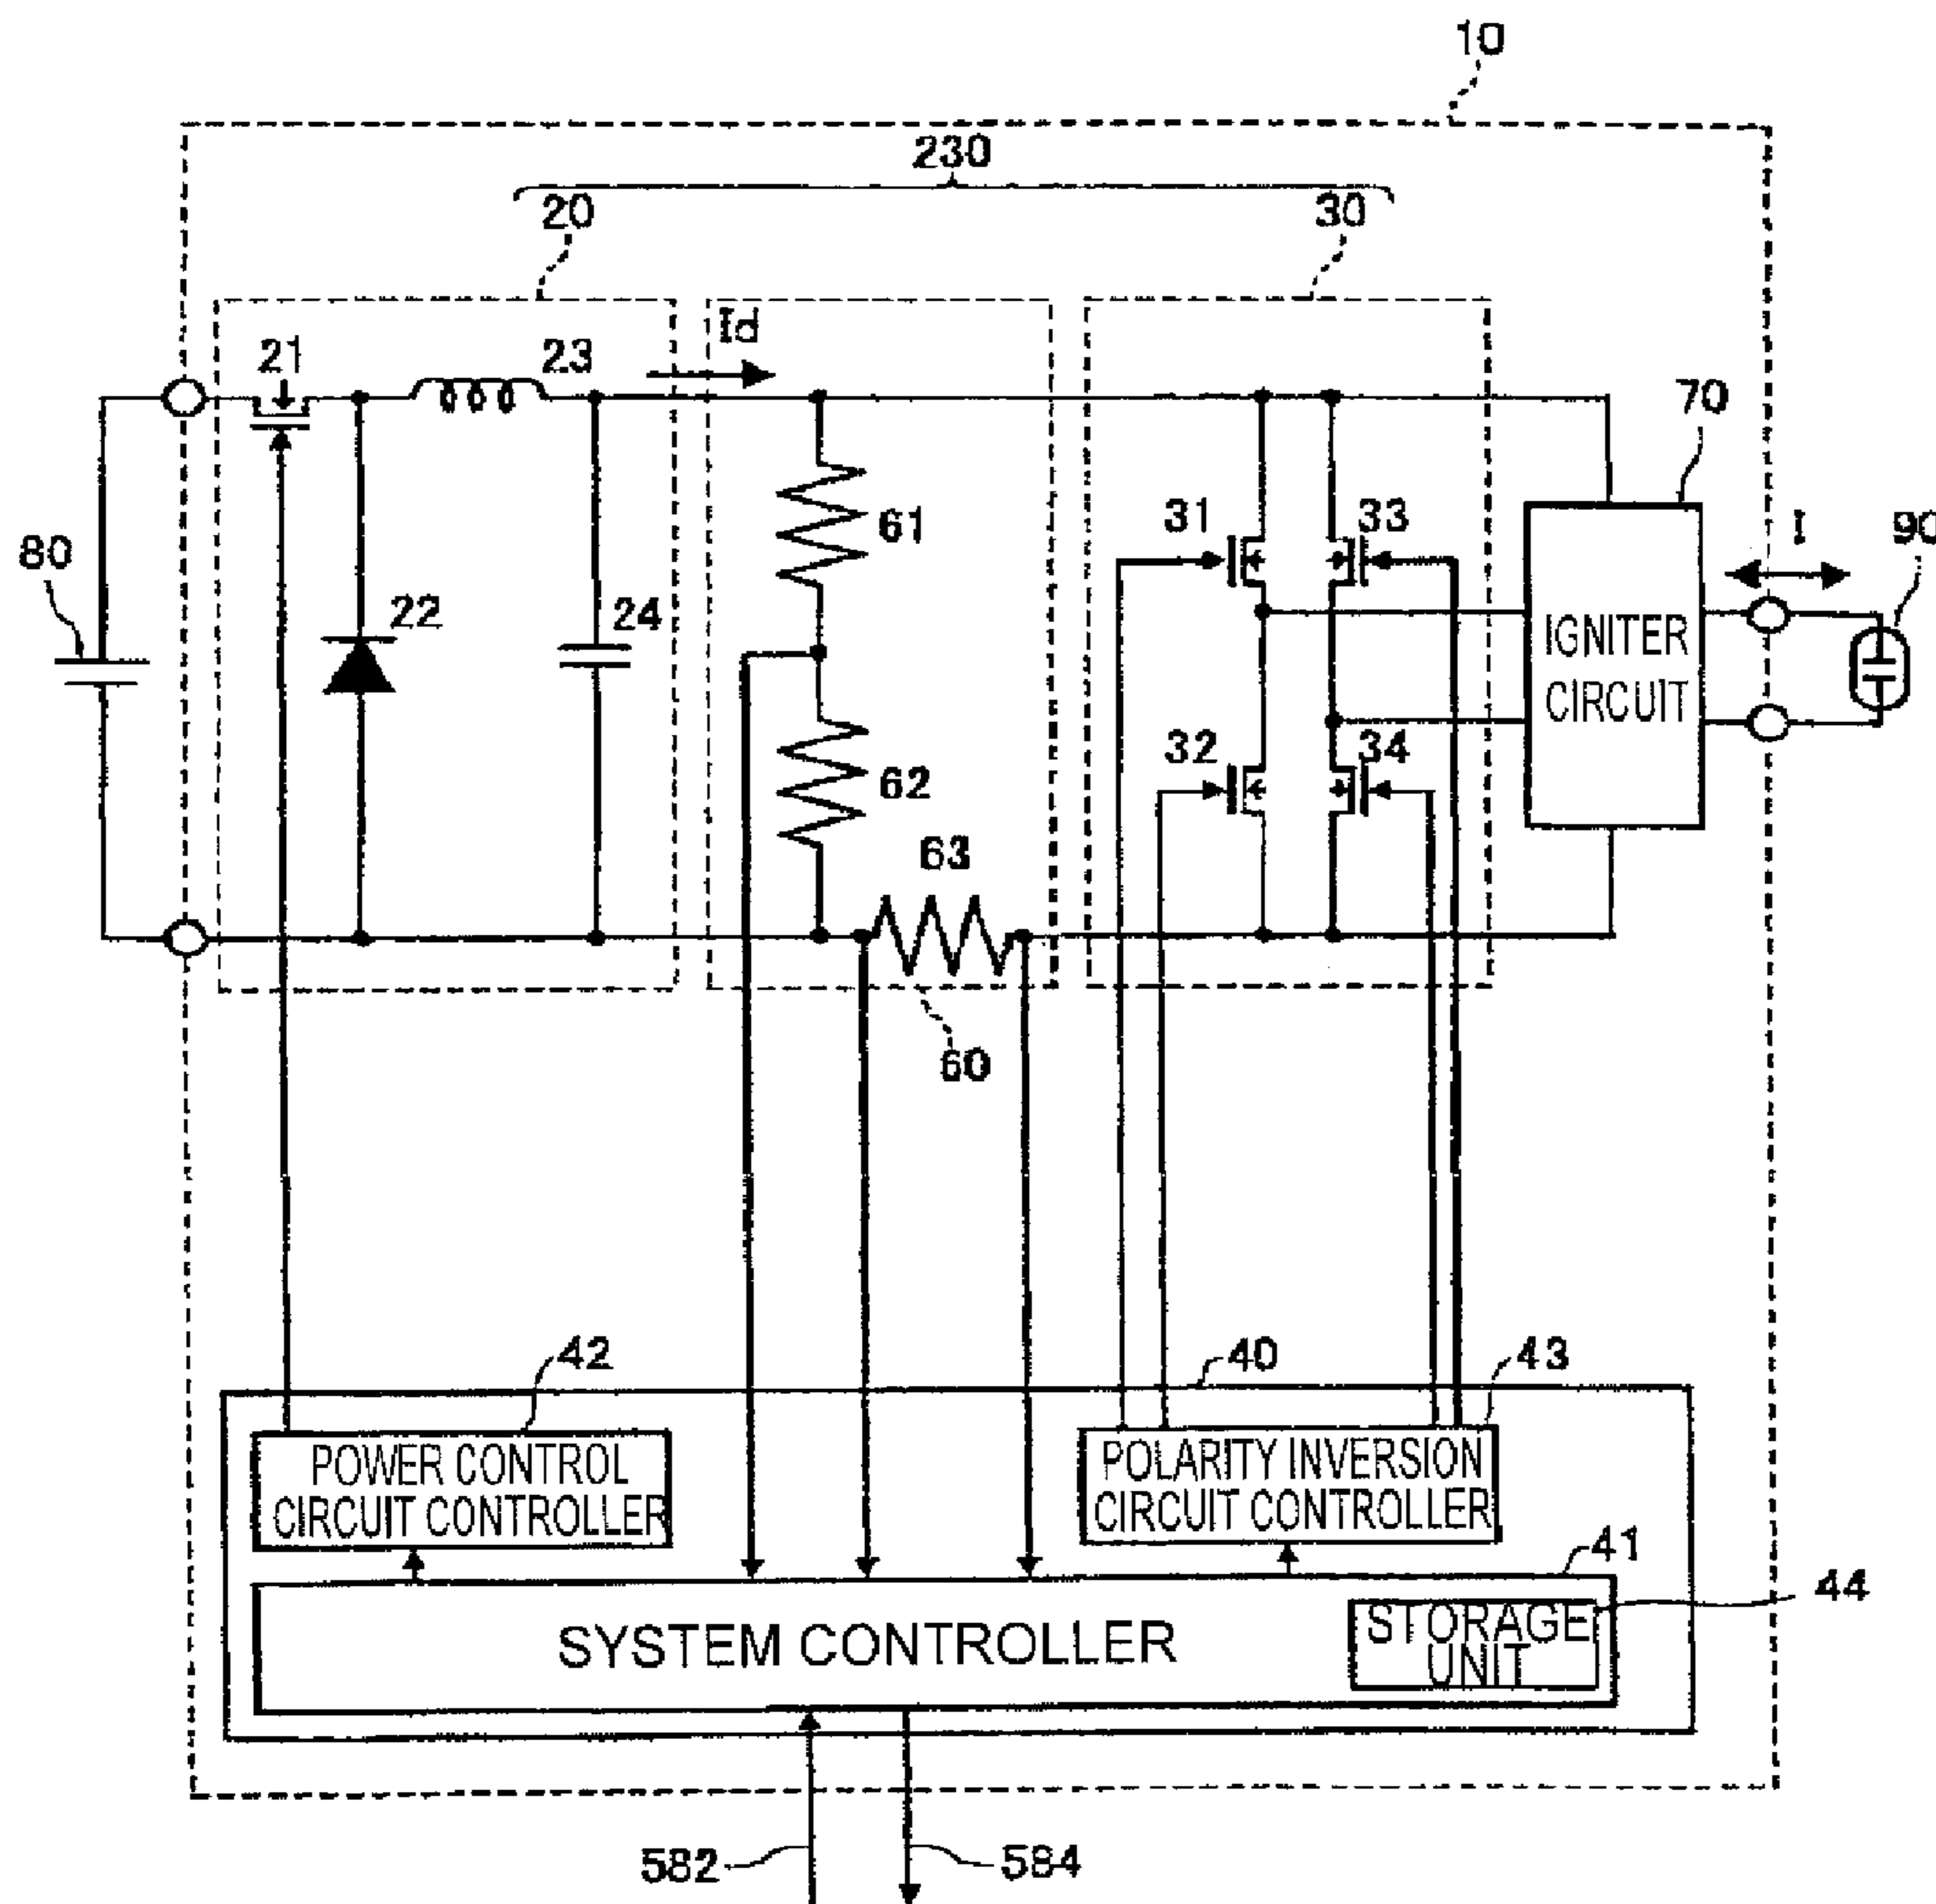 10
230
20
30
Id
21
23
70
31
33
61
I
90
80
22
24
IGNITER
CIRCUIT
32
34
62
63
60
42
40
43
POWER CONTROL
CIRCUIT CONTROLLER
POLARITY INVERSION
CIRCUIT CONTROLLER
41
44
SYSTEM CONTROLLER
STORAGE
UNIT
582
584